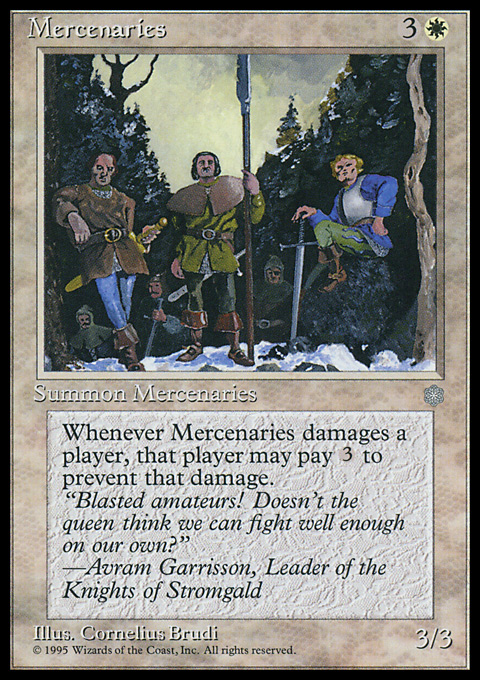 Mercenaries 3
Summon Mercenaries
Whenever Mercenaries damages a
player, that player may pay 3 to
prevent that damage.
“Blasted amateurs! Doesn’t the
queen think we can fight well enough
on our own?”
—Avram Garrisson, Leader of the
Knights of Stromgald
Illus. Cornelius Brudi
3/3
© 1995 Wizards of the Coast, Inc. All rights reserved.